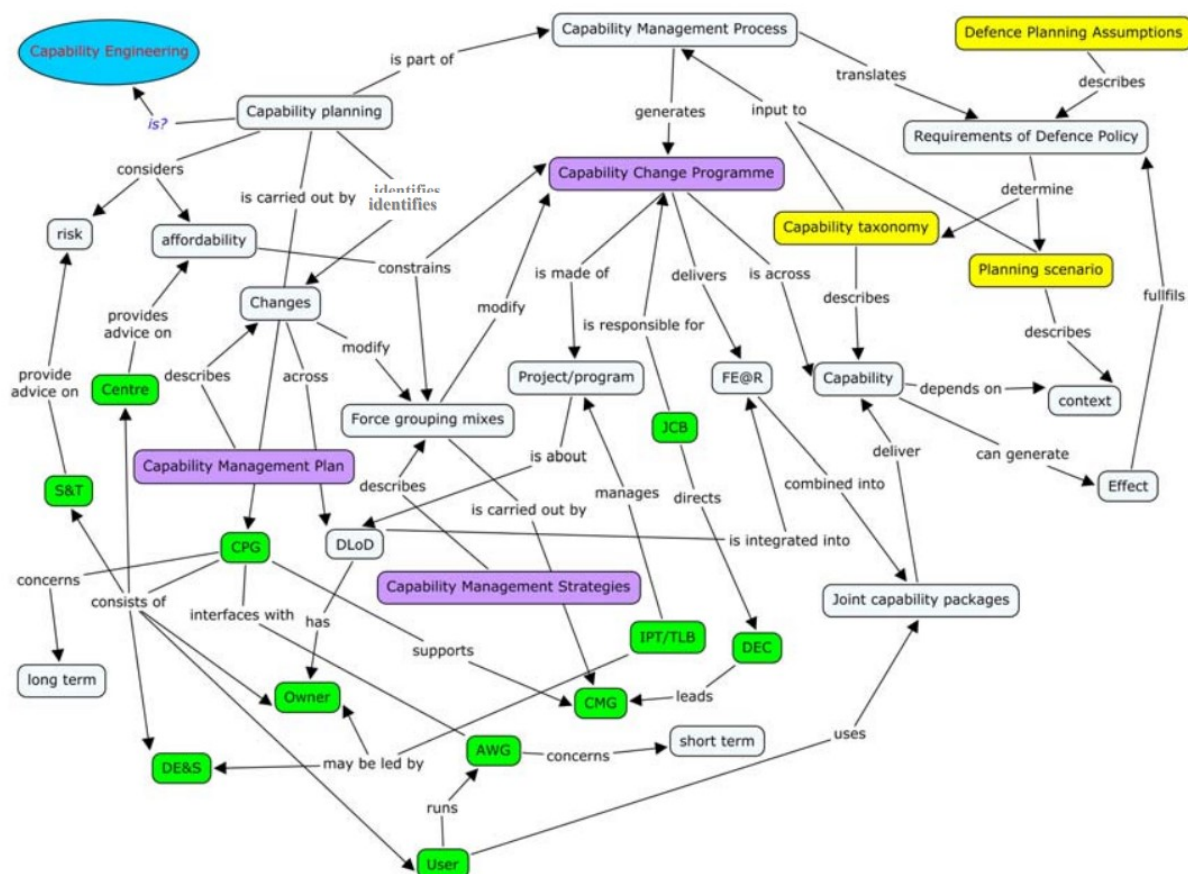 Capability Management Process
Defence Planning Assumptions
Capability Engineering
is part of
translates
describes
is?
Capability planning
generates
input to
Requirements of Defence Policy
considers
is carried out by
identifies
identifies
Capability Change Programme
determine
risk
affordability
Capability taxonomy
constrains
is made of
delivers
is across
Planning scenario
Changes
modify
describes
fullfils
provides
advice on
is responsible for
describes
modify
provide
advice on
Centre
describes
across
Project/program
FE@R
Capability
depends on
context
Force grouping mixes
JCB
deliver
can generate
Capability Management Plan
is about
S&T
describes
manages
directs
combined into
Effect
is carried out by
CPG
DLoD
is integrated into
concerns
Capability Management Strategies
Joint capability packages
consists of
interfaces with
has
IPT/TLB
DEC
supports
long term
Owner
CMG
leads
short term
uses
DE&S
may be led by
AWG
concerns
runs
User